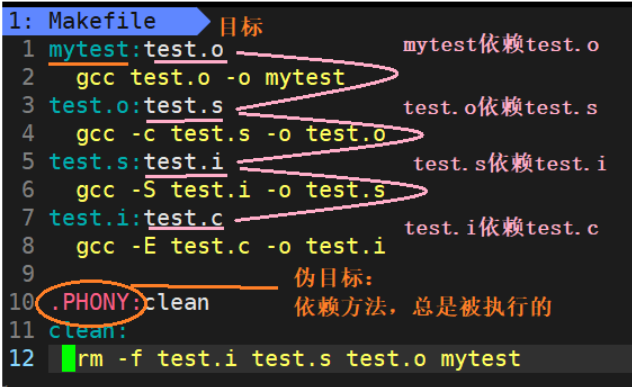 1: Makefile
目标
1 mytest:test.o
mytest依赖test.o
2 gcc test.o -o mytest
3 test.o:test.s
test.o依赖test.s
4 gcc -c test.s -o test.o
5 test.s:test.i
test.s依赖test.i
6 gcc -S test.i -o test.s
7 test.i:test.c
test.i依赖test.c
8 gcc -E test.c -o test.i
9
伪目标:
10 .PHONY:clean
依赖方法，总是被执行的
11 clean:
12 rm -f test.i test.s test.o mytest